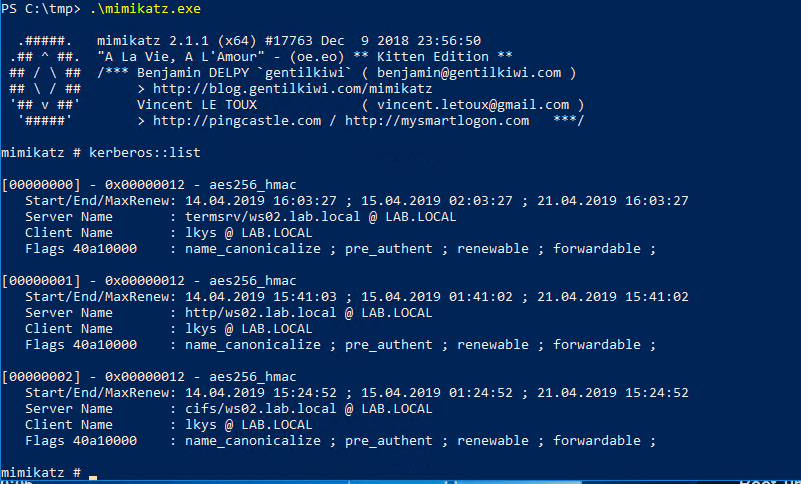 PS C:\tmp> .\mimikatz.exe
.#####. mimikatz 2.1.1 (x64) #17763 Dec 9 2018 23:56:50
.## ^ ##. "A La Vie, A L'Amour" - (oe.eo) ** Kitten Edition **
## / \ ## /*** Benjamin DELPY `gentilkiwi` ( benjamin@gentilkiwi.com )
## \ / ## > http://blog.gentilkiwi.com/mimikatz
'## v ##' Vincent LE TOUX ( vincent.letoux@gmail.com )
'#####' > http://pingcastle.com / http://mysmartlogon.com ***/
mimikatz # kerberos::list
[00000000] - 0x00000012 - aes256_hmac
Start/End/MaxRenew: 14.04.2019 16:03:27 ; 15.04.2019 02:03:27 ; 21.04.2019 16:03:27
Server Name : termsrv/ws02.lab.local @ LAB.LOCAL
Client Name : lkys @ LAB.LOCAL
Flags 40a10000 : name_canonicalize ; pre_authent ; renewable ; forwardable ;
[00000001] - 0x00000012 - aes256_hmac
Start/End/MaxRenew: 14.04.2019 15:41:03 ; 15.04.2019 01:41:02 ; 21.04.2019 15:41:02
Server Name : http/ws02.lab.local @ LAB.LOCAL
Client Name : lkys @ LAB.LOCAL
Flags 40a10000 : name_canonicalize ; pre_authent ; renewable ; forwardable ;
[00000002] - 0x00000012 - aes256_hmac
Start/End/MaxRenew: 14.04.2019 15:24:52 ; 15.04.2019 01:24:52 ; 21.04.2019 15:24:52
Server Name : cifs/ws02.lab.local @ LAB.LOCAL
Client Name : lkys @ LAB.LOCAL
Flags 40a10000 : name_canonicalize ; pre_authent ; renewable ; forwardable ;
mimikatz #